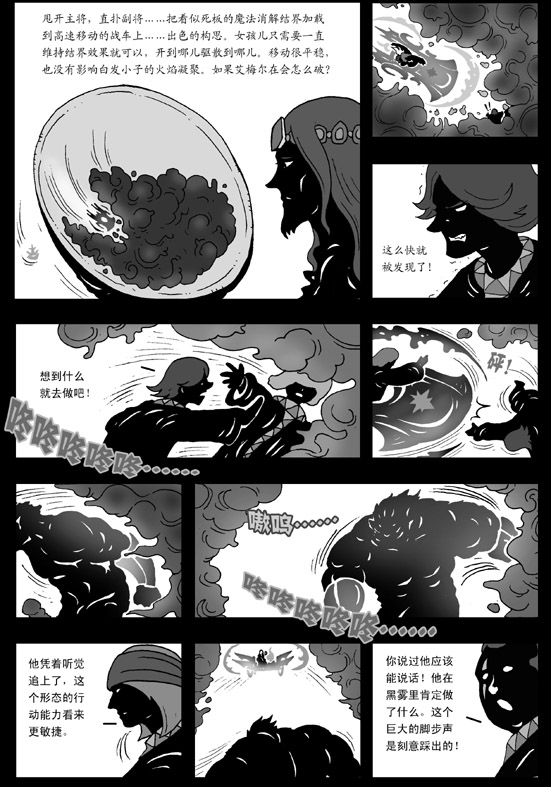 甩开主将，直扑副将……把看似死板的魔法消解结界加载
到高速移动的战车上……出色的构思。女孩儿只需要一直
维持结界效果就可以，开到哪儿驱散到哪儿。移动很平稳，
也没有影响白发小子的火焰凝聚。如果艾梅尔在会怎么破？
这么快就
被发现了！
想到什么
就去做吧！
砰！
咚咚咚咚咚……
嗷呜……
咚咚咚咚咚……
他凭着听觉
追上了，这
个形态的行
动能力看来
更敏捷。
你说过他应该
能说话！他在
黑雾里肯定做
了什么。这个
巨大的脚步声
是刻意踩出的！